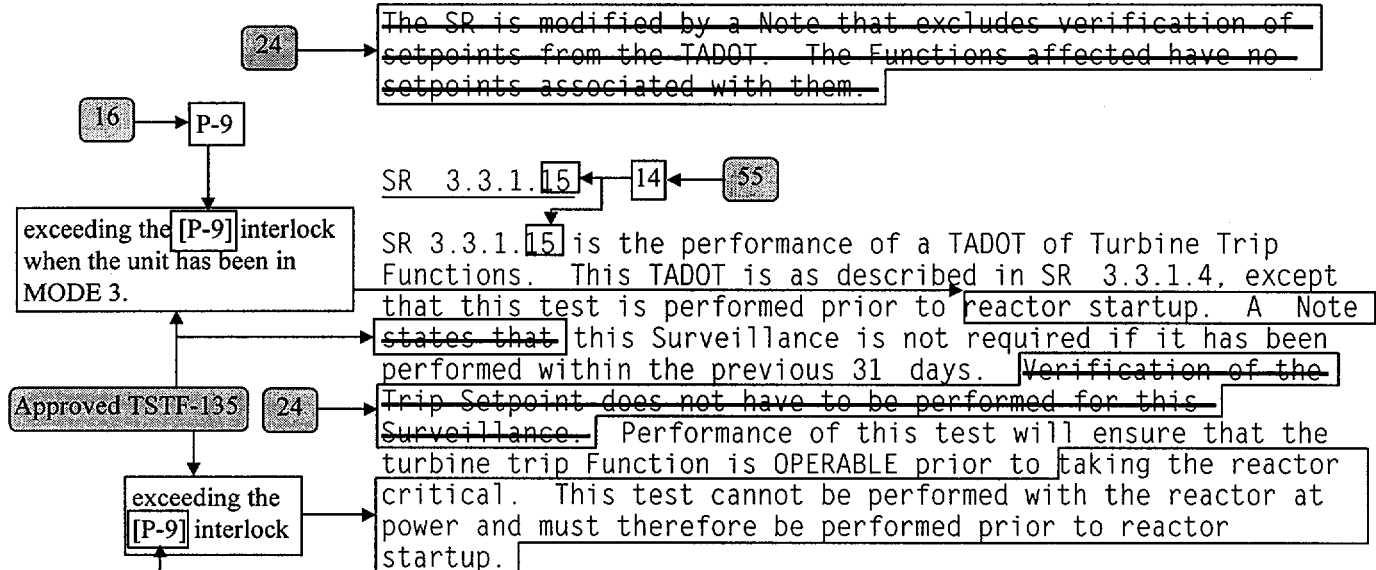 The SR is modified by a Note that excludes verification of
24
setpoints from the TADOT. The Functions affected have no
setpoints associated with them.
16
P-9
SR 3.3.1.15
14
55
exceeding the [P-9] interlock
when the unit has been in
MODE 3.
SR 3.3.1.15 is the performance of a TADOT of Turbine Trip
Functions. This TADOT is as described in SR 3.3.1.4, except
that this test is performed prior to reactor startup. A Note
states that this Surveillance is not required if it has been
performed within the previous 31 days. Verification of the
Approved TSTF-135
24
Trip Setpoint does not have to be performed for this
Surveillance. Performance of this test will ensure that the
turbine trip Function is OPERABLE prior to taking the reactor
exceeding the
[P-9] interlock
critical. This test cannot be performed with the reactor at
power and must therefore be performed prior to reactor
startup.